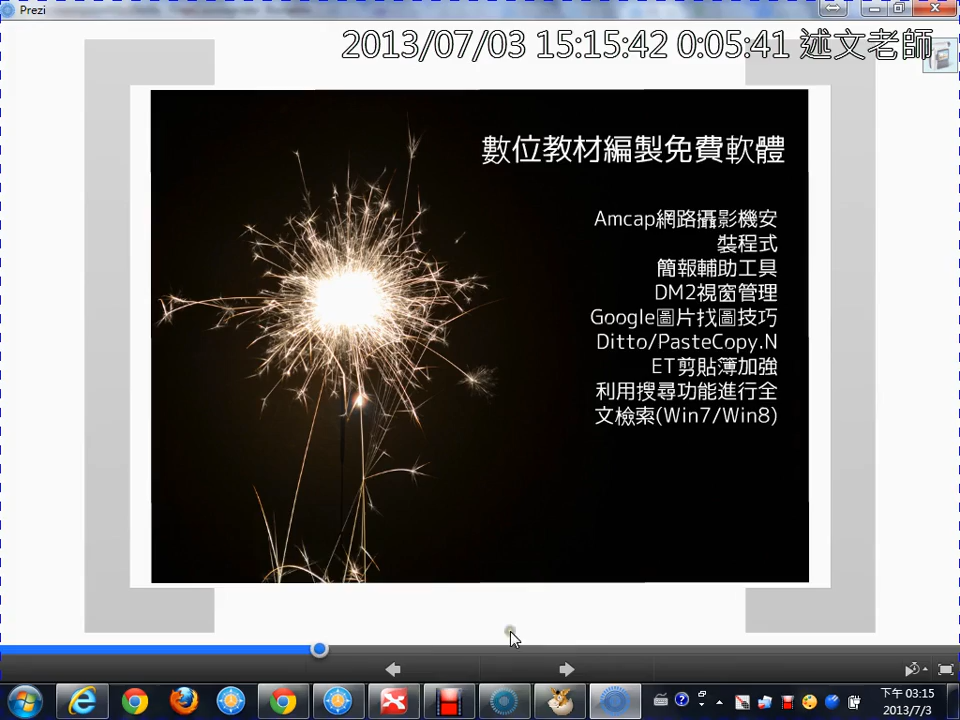 Prezi
2013/07/03 15:15:42 0:05:41 述文老師
數位教材編製免費軟體
Amcap網路攝影機安
裝程式
簡報輔助工具
DM2視窗管理
Google圖片找圖技巧
Ditto/PasteCopy.N
ET剪貼簿加強
利用搜尋功能進行全
文檢索(Win7/Win8)
下午 03:15
2013/7/3